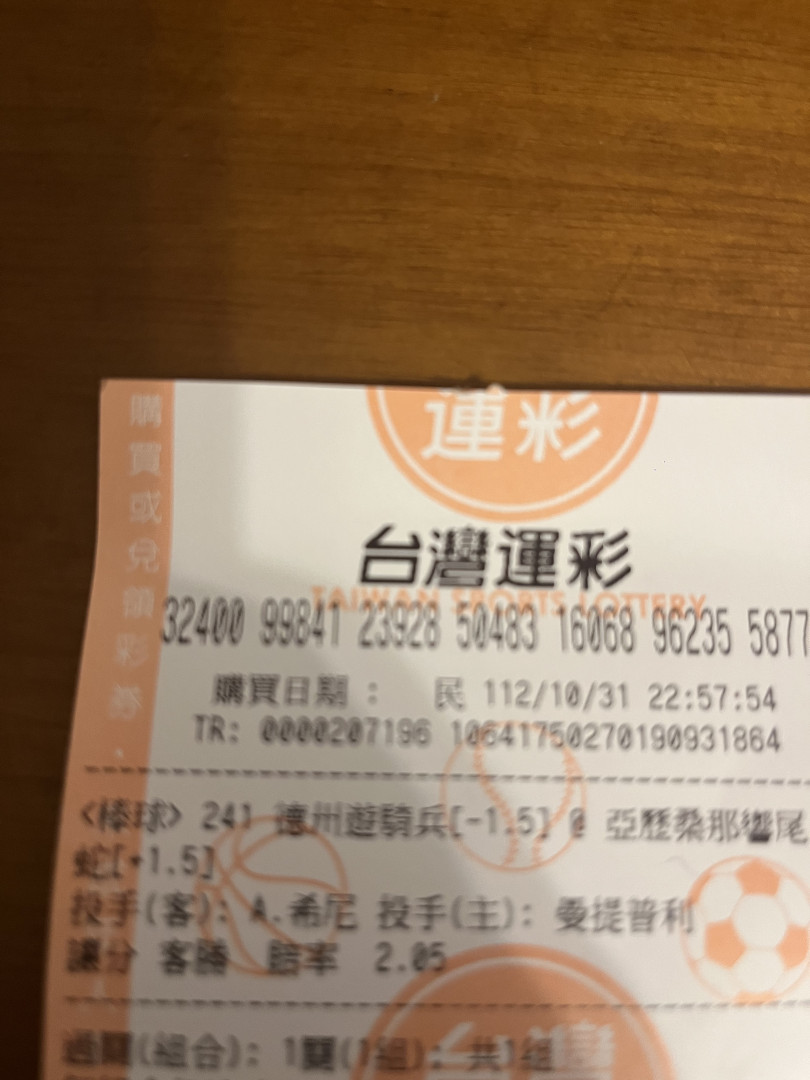 購買或兌領彩券.
運彩
台灣運彩
TAIWAN SPORTS LOTTERY
32400 99841 23928 50483 16068 96235 5877
購買日期： 民 112/10/31 22:57:54
TR: 0000207196 106417502701909318​64
<棒球> 241 德州遊騎兵[-1.5] @ 亞歷桑那響尾
蛇[+1.5]
投手(客): A.希尼 投手(主): 曼提普利
讓分 客勝 賠率 2.05
過關(組合): 1關(1組): 共1組